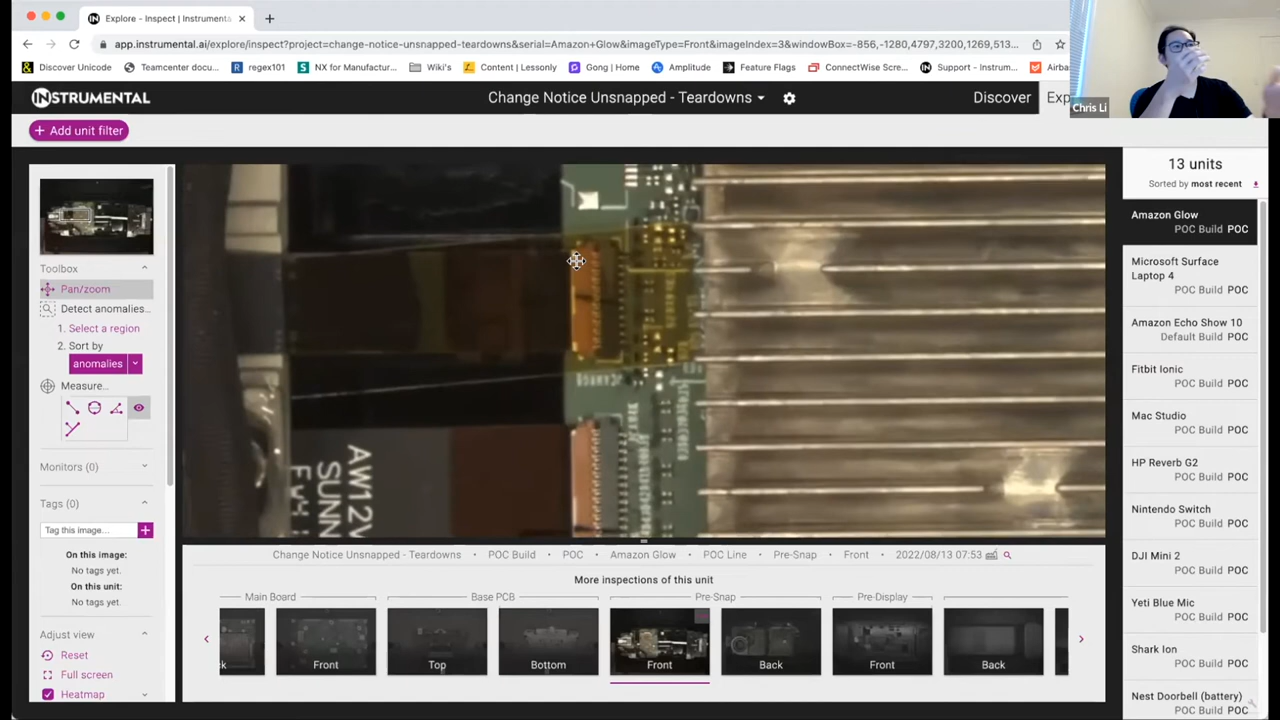 Explore - Inspect | Instrumenta
app.instrumental.ai/explore/inspect?project=change-notice-unsnapped-teardowns&serial=Amazon+Glow&imageType=Front&imageIndex=3&windowBox=-856,-1280,4797,3200,1269,513...
Discover Unicode
Teamcenter docu...
regex101
NX for Manufactur...
Wiki's
Content | Lessonly
Gong | Home
Amplitude
Feature Flags
ConnectWise Scre...
Support - Instrum...
Airba
Chris Li
INSTRUMENTAL
Change Notice Unsnapped - Teardowns
Discover
Exp
+ Add unit filter
13 units
Sorted by most recent
Toolbox
Pan/zoom
Detect anomalies...
1. Select a region
2. Sort by
anomalies
Measure...
Monitors (0)
Tags (0)
Tag this image...
+
On this image:
No tags yet.
On this unit:
No tags yet.
Adjust view
Reset
Full screen
Heatmap
AW12V
SUNN
Change Notice Unsnapped - Teardowns • POC Build • POC • Amazon Glow • POC Line • Pre-Snap • Front • 2022/08/13 07:53
More inspections of this unit
Main Board
Base PCB
Pre-Snap
Pre-Display
ck
Front
Top
Bottom
Front
Back
Front
Back
Amazon Glow
POC Build POC
Microsoft Surface
Laptop 4
POC Build POC
Amazon Echo Show 10
Default Build POC
Fitbit Ionic
POC Build POC
Mac Studio
POC Build POC
HP Reverb G2
POC Build POC
Nintendo Switch
POC Build POC
DJI Mini 2
POC Build POC
Yeti Blue Mic
POC Build POC
Shark Ion
POC Build POC
Nest Doorbell (battery)
POC Build POC